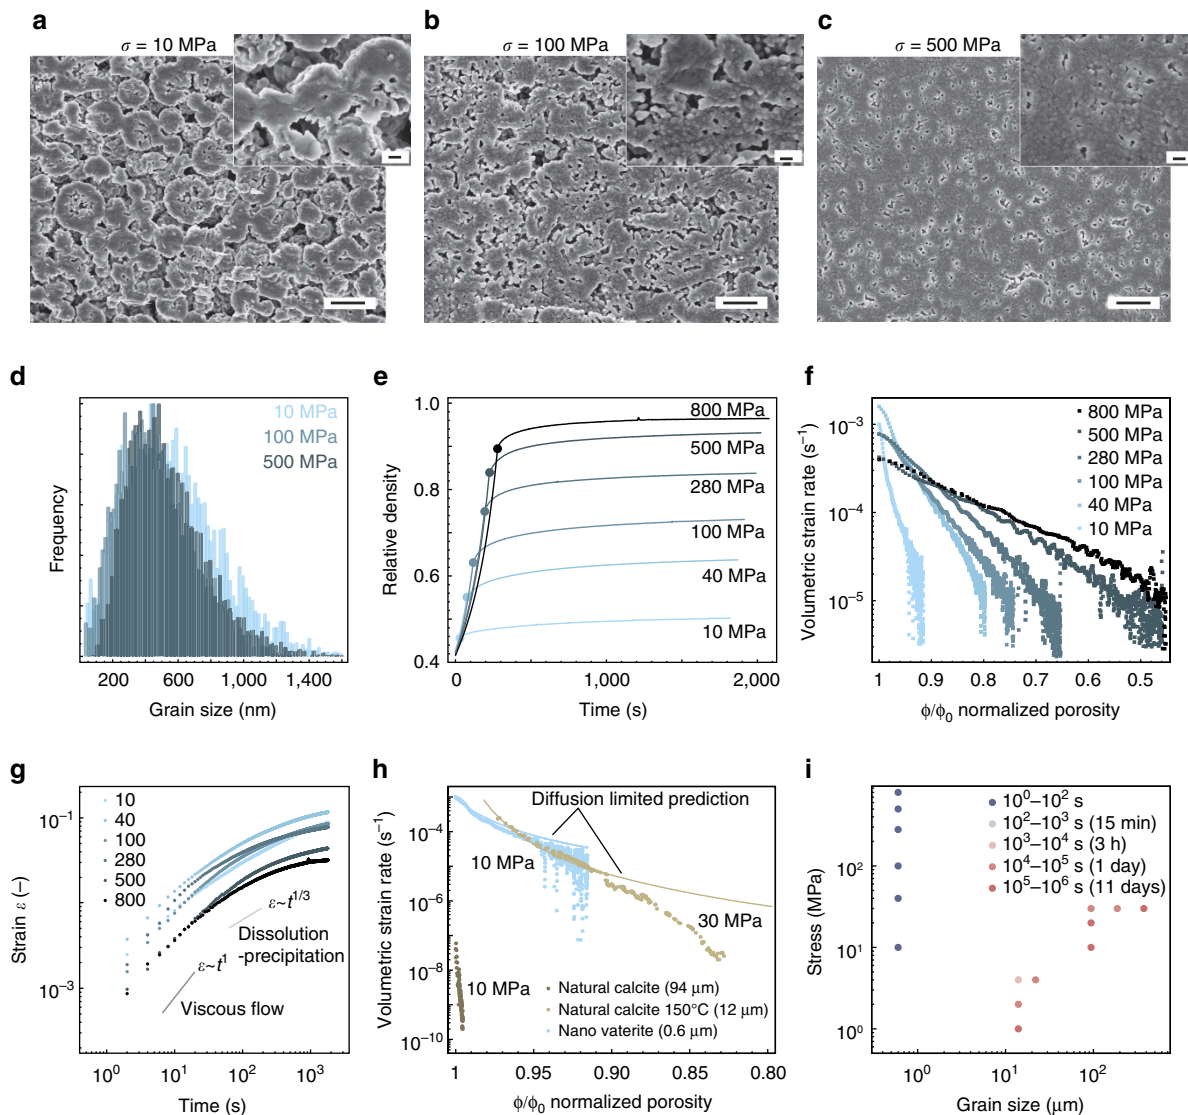 a
σ = 10 MPa
b
σ = 100 MPa
c
σ = 500 MPa
d
10 MPa
100 MPa
500 MPa
Frequency
200
600
1,000
1,400
Grain size (nm)
e
1.0
0.8
0.6
0.4
Relative density
800 MPa
500 MPa
280 MPa
100 MPa
40 MPa
10 MPa
0
1,000
2,000
Time (s)
f
10⁻³
10⁻⁴
10⁻⁵
Volumetric strain rate (s⁻¹)
800 MPa
500 MPa
280 MPa
100 MPa
40 MPa
10 MPa
1
0.9
0.8
0.7
0.6
0.5
ϕ/ϕ₀ normalized porosity
g
10⁻¹
10⁻³
Strain ε (–)
10
40
100
280
500
800
ε~t¹/³
Dissolution
-precipitation
ε~t¹
Viscous flow
10⁰
10¹
10²
10³
Time (s)
h
10⁻⁴
10⁻⁶
10⁻⁸
10⁻¹⁰
Volumetric strain rate (s⁻¹)
Diffusion limited prediction
10 MPa
30 MPa
10 MPa
Natural calcite (94 μm)
Natural calcite 150°C (12 μm)
Nano vaterite (0.6 μm)
1
0.95
0.90
0.85
0.80
ϕ/ϕ₀ normalized porosity
i
10²
10¹
10⁰
Stress (MPa)
10⁰–10² s
10²–10³ s (15 min)
10³–10⁴ s (3 h)
10⁴–10⁵ s (1 day)
10⁵–10⁶ s (11 days)
10⁰
10¹
10²
Grain size (μm)